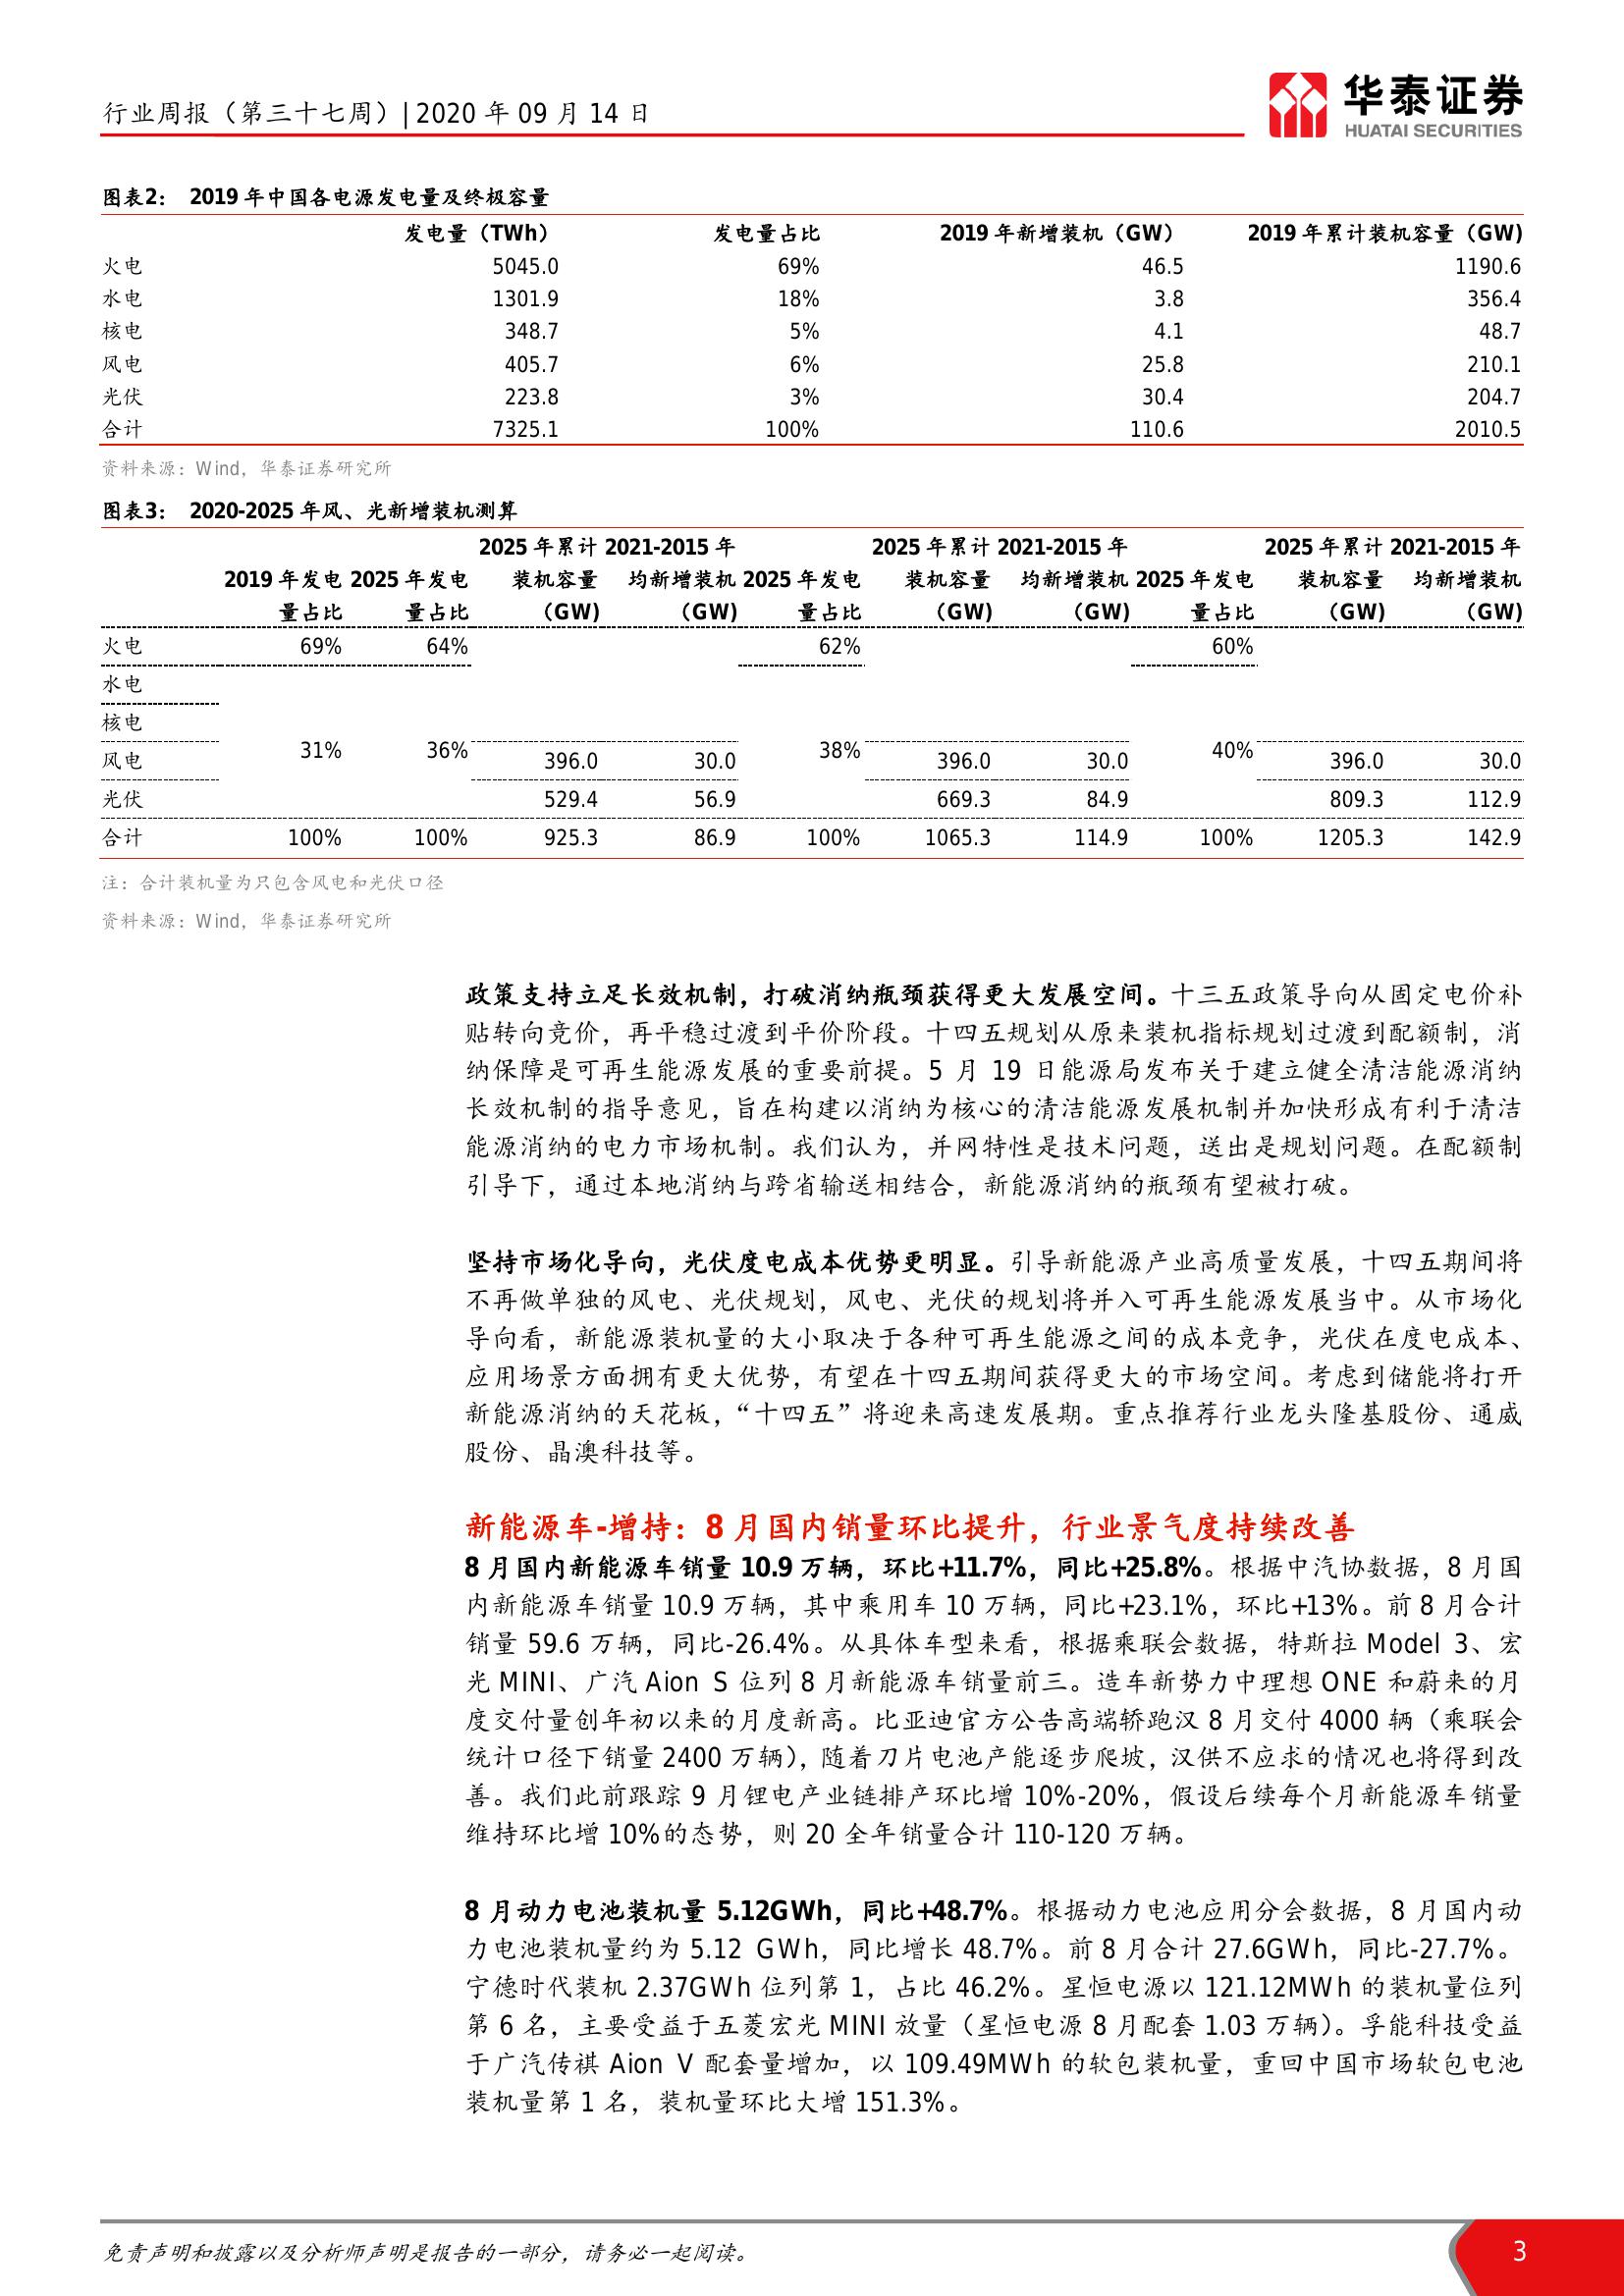 行业周报（第三十七周）| 2020 年 09 月 14 日
华泰证券
HUATAI SECURITIES
图表2： 2019 年中国各电源发电量及终极容量
发电量（TWh） 发电量占比 2019 年新增装机（GW） 2019 年累计装机容量（GW)
火电 5045.0 69% 46.5 1190.6
水电 1301.9 18% 3.8 356.4
核电 348.7 5% 4.1 48.7
风电 405.7 6% 25.8 210.1
光伏 223.8 3% 30.4 204.7
合计 7325.1 100% 110.6 2010.5
资料来源：Wind，华泰证券研究所
图表3： 2020-2025 年风、光新增装机测算
2025 年累计 2021-2015 年 2025 年累计 2021-2015 年 2025 年累计 2021-2015 年
2019 年发电 2025 年发电 装机容量 均新增装机 2025 年发电 装机容量 均新增装机 2025 年发电 装机容量 均新增装机
量占比 量占比 （GW) （GW) 量占比 （GW) （GW) 量占比 （GW) （GW)
火电 69% 64% 62% 60%
水电
核电
31% 36% 38% 40%
风电 396.0 30.0 396.0 30.0 396.0 30.0
光伏 529.4 56.9 669.3 84.9 809.3 112.9
合计 100% 100% 925.3 86.9 100% 1065.3 114.9 100% 1205.3 142.9
注：合计装机量为只包含风电和光伏口径
资料来源：Wind，华泰证券研究所
政策支持立足长效机制，打破消纳瓶颈获得更大发展空间。十三五政策导向从固定电价补
贴转向竞价，再平稳过渡到平价阶段。十四五规划从原来装机指标规划过渡到配额制，消
纳保障是可再生能源发展的重要前提。5 月 19 日能源局发布关于建立健全清洁能源消纳
长效机制的指导意见，旨在构建以消纳为核心的清洁能源发展机制并加快形成有利于清洁
能源消纳的电力市场机制。我们认为，并网特性是技术问题，送出是规划问题。在配额制
引导下，通过本地消纳与跨省输送相结合，新能源消纳的瓶颈有望被打破。
坚持市场化导向，光伏度电成本优势更明显。引导新能源产业高质量发展，十四五期间将
不再做单独的风电、光伏规划，风电、光伏的规划将并入可再生能源发展当中。从市场化
导向看，新能源装机量的大小取决于各种可再生能源之间的成本竞争，光伏在度电成本、
应用场景方面拥有更大优势，有望在十四五期间获得更大的市场空间。考虑到储能将打开
新能源消纳的天花板，“十四五”将迎来高速发展期。重点推荐行业龙头隆基股份、通威
股份、晶澳科技等。
新能源车-增持：8 月国内销量环比提升，行业景气度持续改善
8 月国内新能源车销量 10.9 万辆，环比+11.7%，同比+25.8%。根据中汽协数据，8 月国
内新能源车销量 10.9 万辆，其中乘用车 10 万辆，同比+23.1%，环比+13%。前 8 月合计
销量 59.6 万辆，同比-26.4%。从具体车型来看，根据乘联会数据，特斯拉 Model 3、宏
光 MINI、广汽 Aion S 位列 8 月新能源车销量前三。造车新势力中理想 ONE 和蔚来的月
度交付量创年初以来的月度新高。比亚迪官方公告高端轿跑汉 8 月交付 4000 辆（乘联会
统计口径下销量 2400 万辆），随着刀片电池产能逐步爬坡，汉供不应求的情况也将得到改
善。我们此前跟踪 9 月锂电产业链排产环比增 10%-20%，假设后续每个月新能源车销量
维持环比增 10%的态势，则 20 全年销量合计 110-120 万辆。
8 月动力电池装机量 5.12GWh，同比+48.7%。根据动力电池应用分会数据，8 月国内动
力电池装机量约为 5.12 GWh，同比增长 48.7%。前 8 月合计 27.6GWh，同比-27.7%。
宁德时代装机 2.37GWh 位列第 1，占比 46.2%。星恒电源以 121.12MWh 的装机量位列
第 6 名，主要受益于五菱宏光 MINI 放量（星恒电源 8 月配套 1.03 万辆）。孚能科技受益
于广汽传祺 Aion V 配套量增加，以 109.49MWh 的软包装机量，重回中国市场软包电池
装机量第 1 名，装机量环比大增 151.3%。
免责声明和披露以及分析师声明是报告的一部分，请务必一起阅读。 3